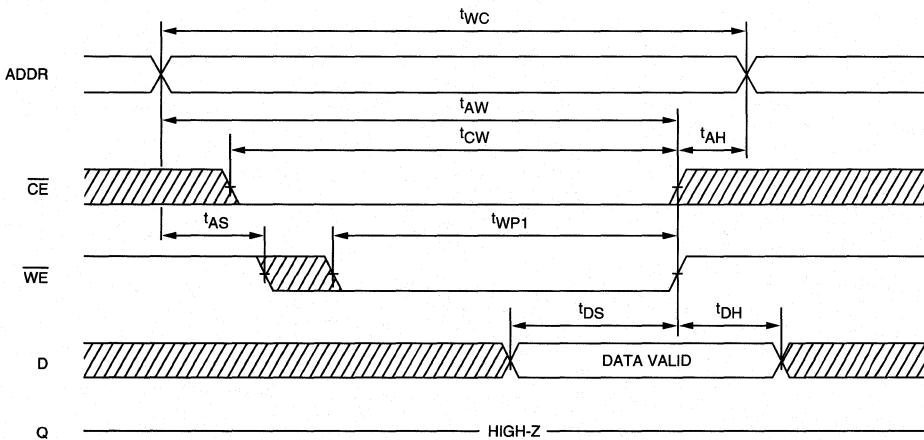 tWC
ADDR
tAW
tCW
tAH
CE
tAS
tWP1
WE
tDS
tDH
D
DATA VALID
Q
HIGH-Z